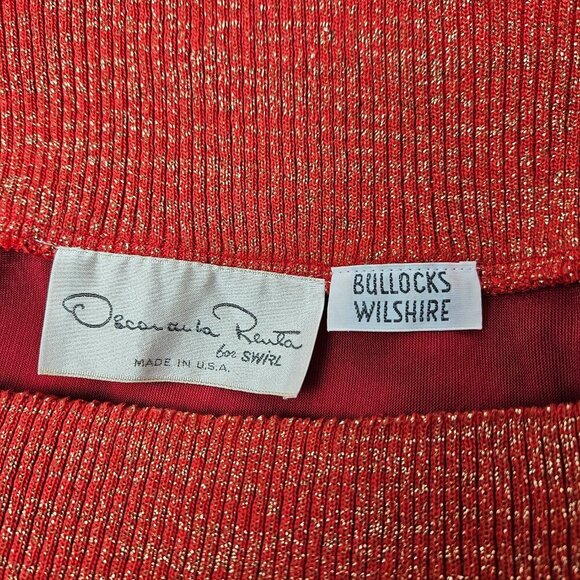 Oscar de la Renta
for SWIRL
MADE IN U.S.A.
BULLOCKS
WILSHIRE